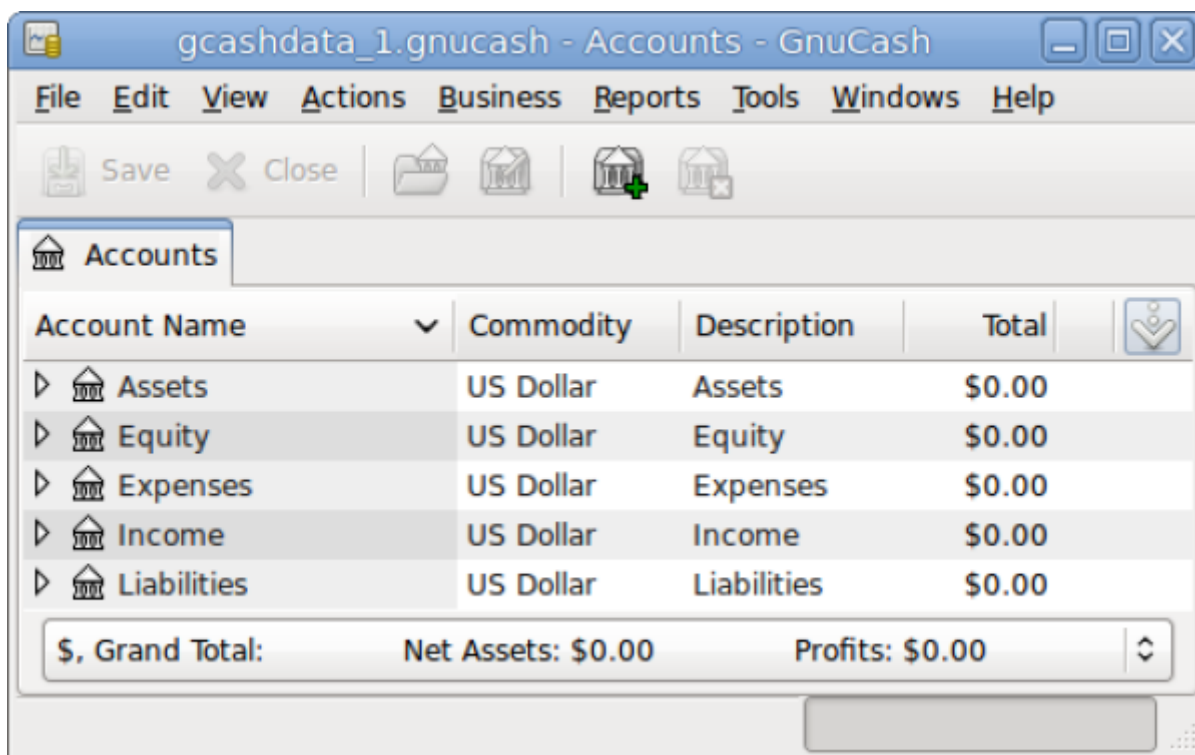 gcashdata_1.gnucash - Accounts - GnuCash
File Edit View Actions Business Reports Tools Windows Help
Save Close
Accounts
Account Name Commodity Description Total
Assets US Dollar Assets $0.00
Equity US Dollar Equity $0.00
Expenses US Dollar Expenses $0.00
Income US Dollar Income $0.00
Liabilities US Dollar Liabilities $0.00
$, Grand Total: Net Assets: $0.00 Profits: $0.00